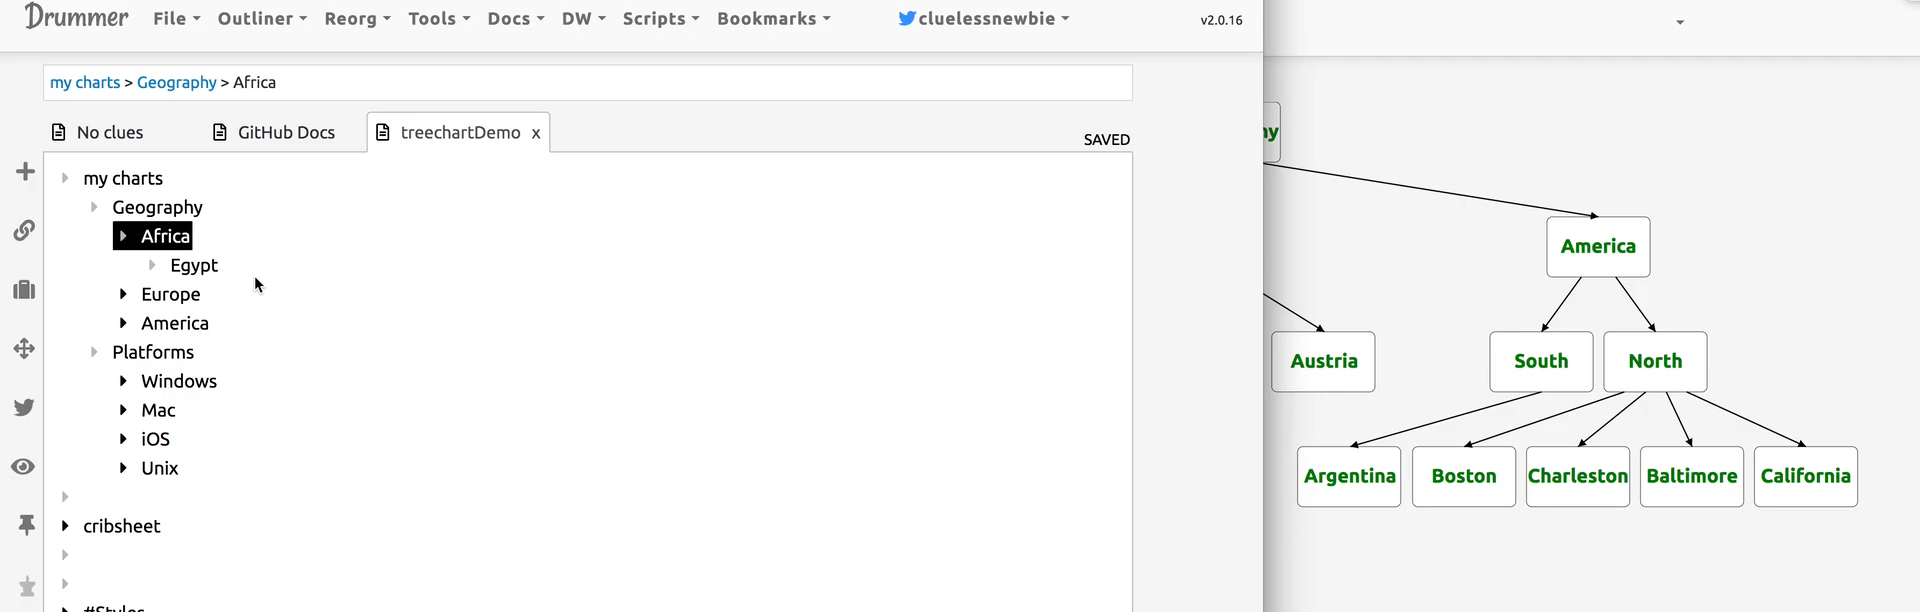 Drummer File Outliner Reorg Tools Docs DW Scripts Bookmarks cluelessnewbie v2.0.16
my charts > Geography > Africa
No clues GitHub Docs treechartDemo x SAVED
my charts
Geography
Africa
Egypt
Europe
America
Platforms
Windows
Mac
iOS
Unix
cribsheet
#Styles
America
Austria South North
Argentina Boston Charleston Baltimore California